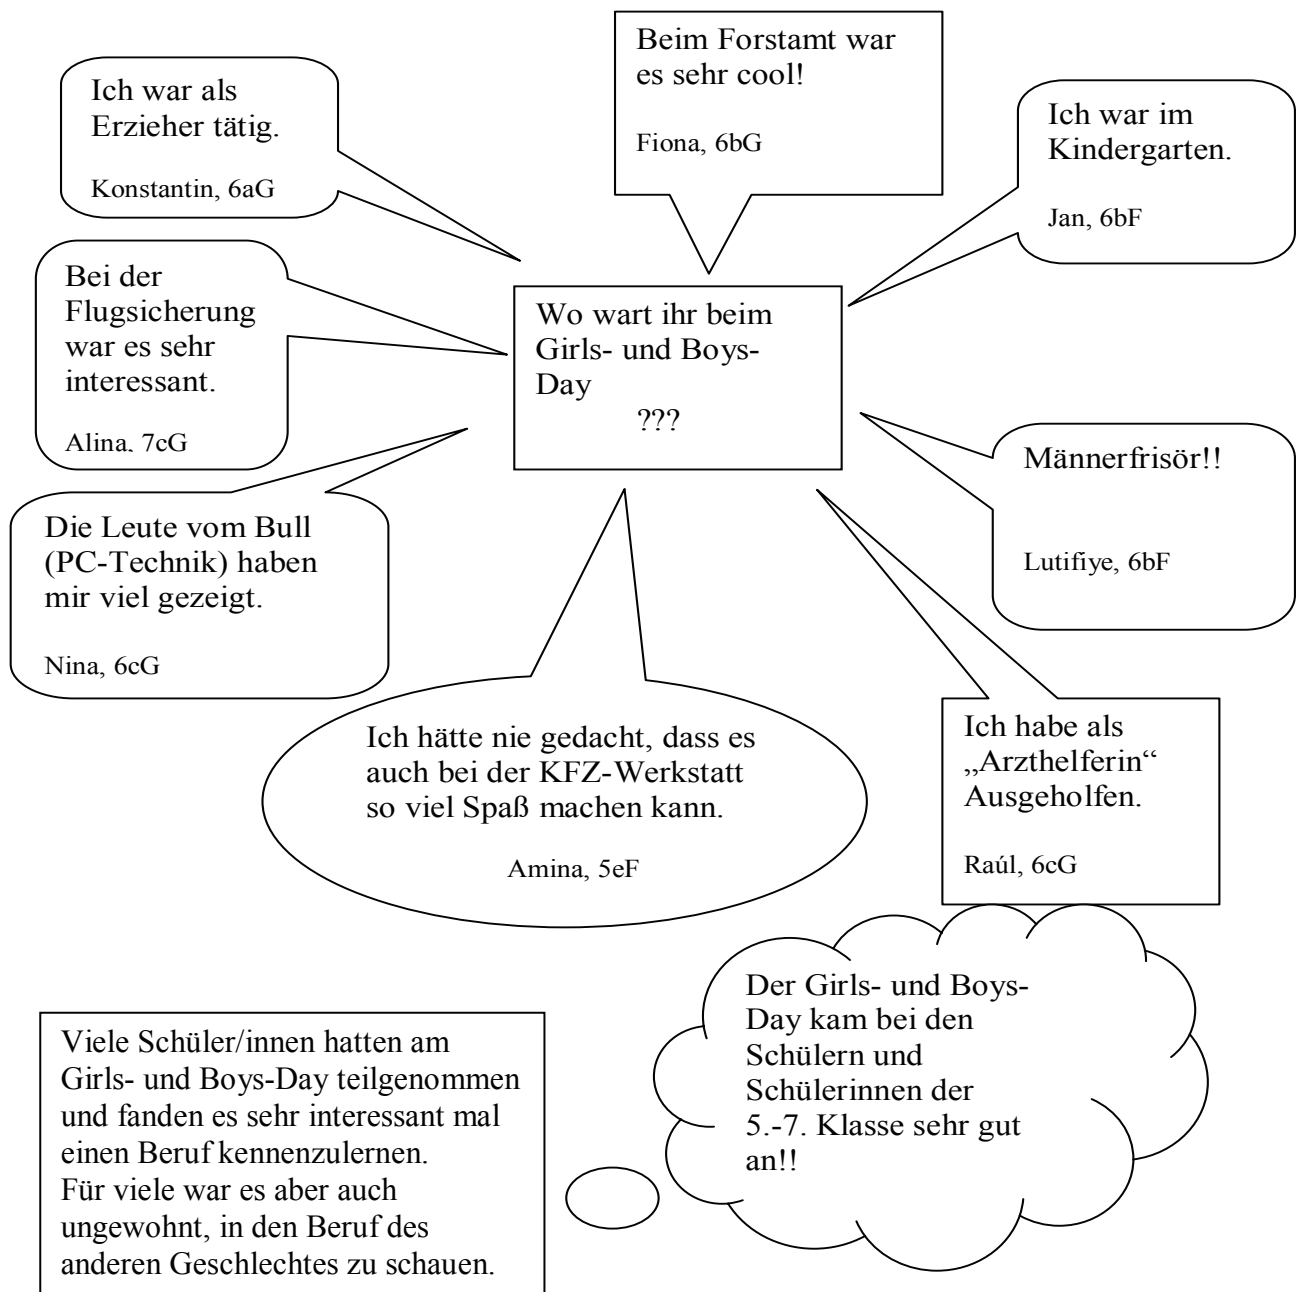 Beim Forstamt war
es sehr cool!
Fiona, 6bG
Ich war als
Erzieher tätig.
Konstantin, 6aG
Ich war im
Kindergarten.
Jan, 6bF
Bei der
Flugsicherung
war es sehr
interessant.
Alina, 7cG
Wo wart ihr beim
Girls- und Boys-
Day
???
Männerfrisör!!
Lutifiye, 6bF
Die Leute vom Bull
(PC-Technik) haben
mir viel gezeigt.
Nina, 6cG
Ich hätte nie gedacht, dass es
auch bei der KFZ-Werkstatt
so viel Spaß machen kann.
Amina, 5eF
Ich habe als
„Arzthelferin“
Ausgeholfen.
Raúl, 6cG
Der Girls- und Boys-
Day kam bei den
Schülern und
Schülerinnen der
5.-7. Klasse sehr gut
an!!
Viele Schüler/innen hatten am
Girls- und Boys-Day teilgenommen
und fanden es sehr interessant mal
einen Beruf kennenzulernen.
Für viele war es aber auch
ungewohnt, in den Beruf des
anderen Geschlechtes zu schauen.